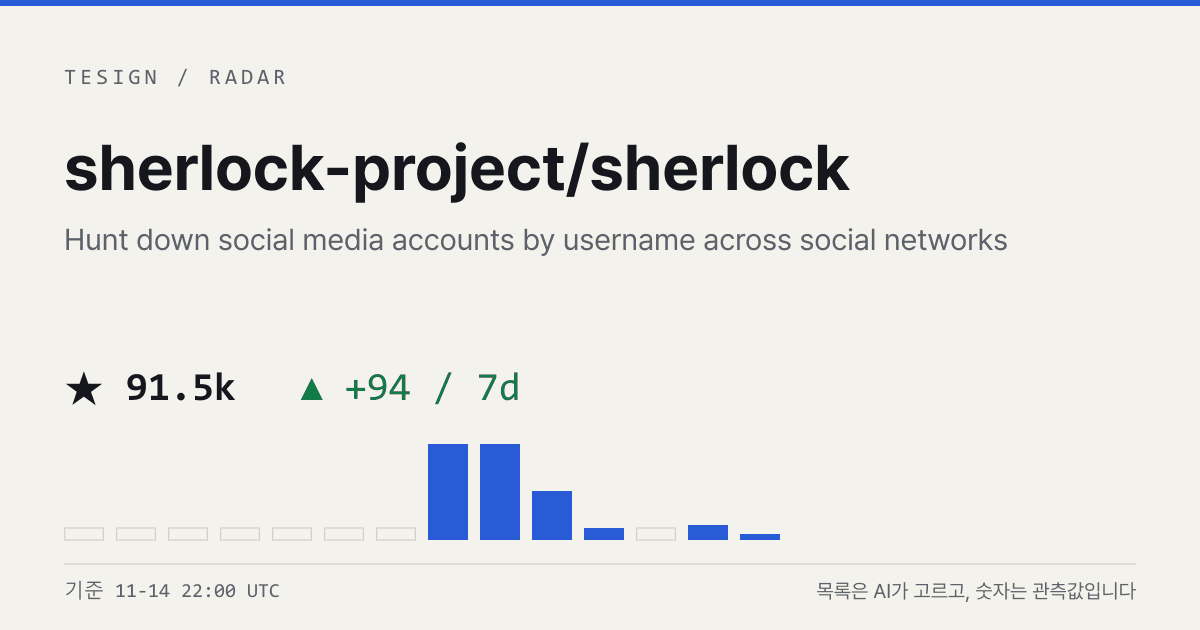 TESIGN / RADAR
sherlock-project/sherlock
Hunt down social media accounts by username across social networks
★ 91.5k ▲ +94 / 7d
기준 11-14 22:00 UTC
목록은 AI가 고르고, 숫자는 관측값입니다